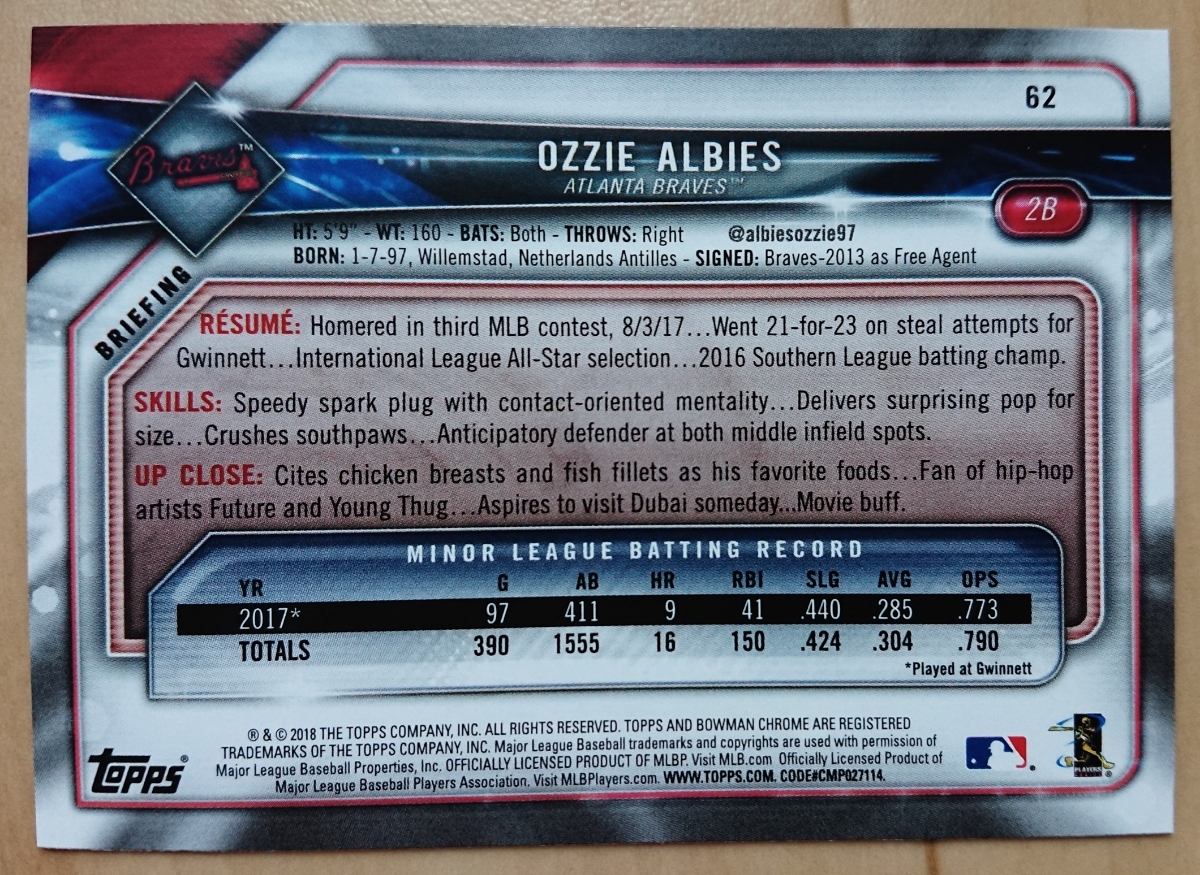 62
Braves™
OZZIE ALBIES
ATLANTA BRAVES™
2B
HT: 5'9" - WT: 160 - BATS: Both - THROWS: Right @albiesozzie97
BORN: 1-7-97, Willemstad, Netherlands Antilles - SIGNED: Braves-2013 as Free Agent
BRIEFING
RÉSUMÉ: Homered in third MLB contest, 8/3/17...Went 21-for-23 on steal attempts for
Gwinnett...International League All-Star selection...2016 Southern League batting champ.
SKILLS: Speedy spark plug with contact-oriented mentality...Delivers surprising pop for
size...Crushes southpaws...Anticipatory defender at both middle infield spots.
UP CLOSE: Cites chicken breasts and fish fillets as his favorite foods...Fan of hip-hop
artists Future and Young Thug...Aspires to visit Dubai someday...Movie buff.
MINOR LEAGUE BATTING RECORD
YR G AB HR RBI SLG AVG OPS
2017* 97 411 9 41 .440 .285 .773
TOTALS 390 1555 16 150 .424 .304 .790
*Played at Gwinnett
® & © 2018 THE TOPPS COMPANY, INC. ALL RIGHTS RESERVED. TOPPS AND BOWMAN CHROME ARE REGISTERED
TRADEMARKS OF THE TOPPS COMPANY, INC. Major League Baseball trademarks and copyrights are used with permission of
Major League Baseball Properties, Inc. OFFICIALLY LICENSED PRODUCT OF MLBP. Visit MLB.com Officially Licensed Product of
Major League Baseball Players Association. Visit MLBPlayers.com. WWW.TOPPS.COM. CODE#CMP027114.
topps®
PLAYERS